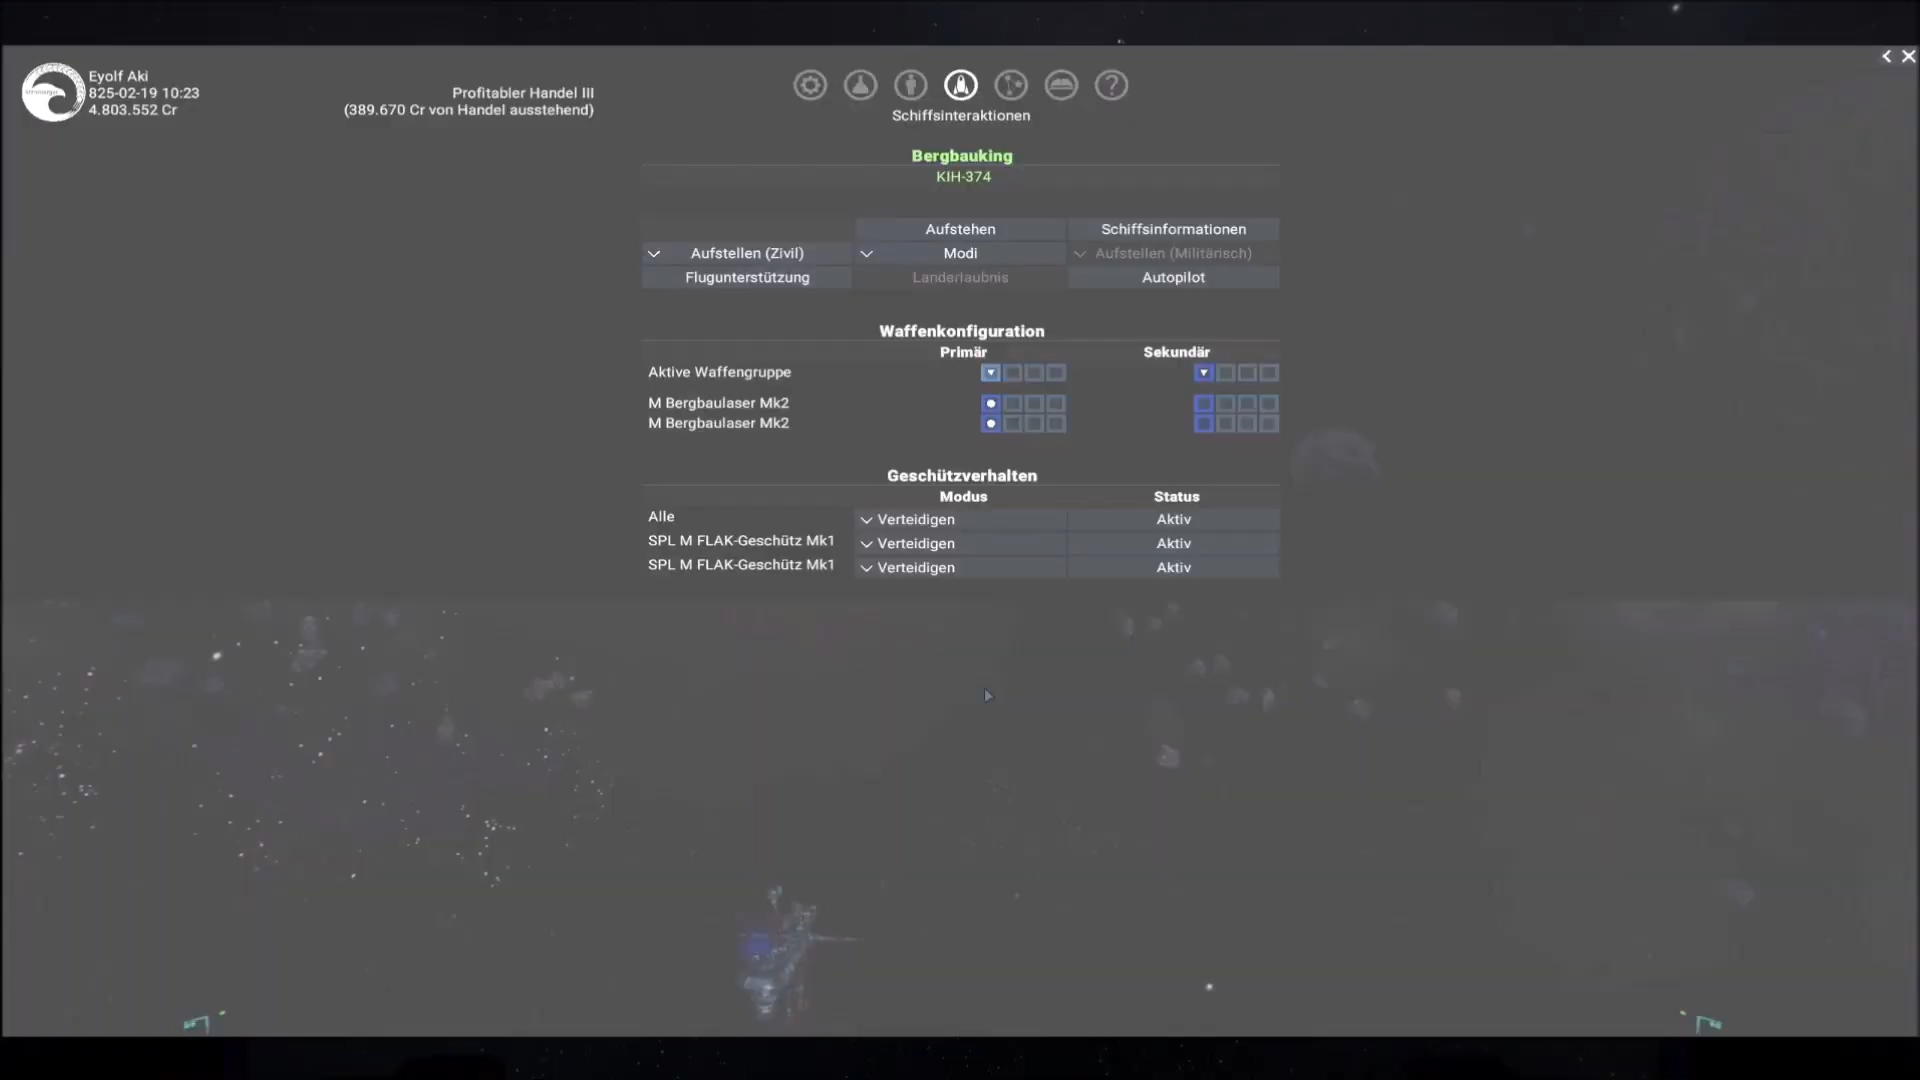 Eyolf Aki
825-02-19 10:23
4.803.552 Cr
Profitabler Handel III
(389.670 Cr von Handel ausstehend)
?
Schiffsinteraktionen
Bergbauking
KIH-374
Aufstehen
Schiffsinformationen
Aufstellen (Zivil)
Modi
Aufstellen (Militärisch)
Flugunterstützung
Landerlaubnis
Autopilot
Waffenkonfiguration
Primär
Sekundär
Aktive Waffengruppe
M Bergbaulaser Mk2
M Bergbaulaser Mk2
Geschützverhalten
Modus
Status
Alle
Verteidigen
Aktiv
SPL M FLAK-Geschütz Mk1
Verteidigen
Aktiv
SPL M FLAK-Geschütz Mk1
Verteidigen
Aktiv